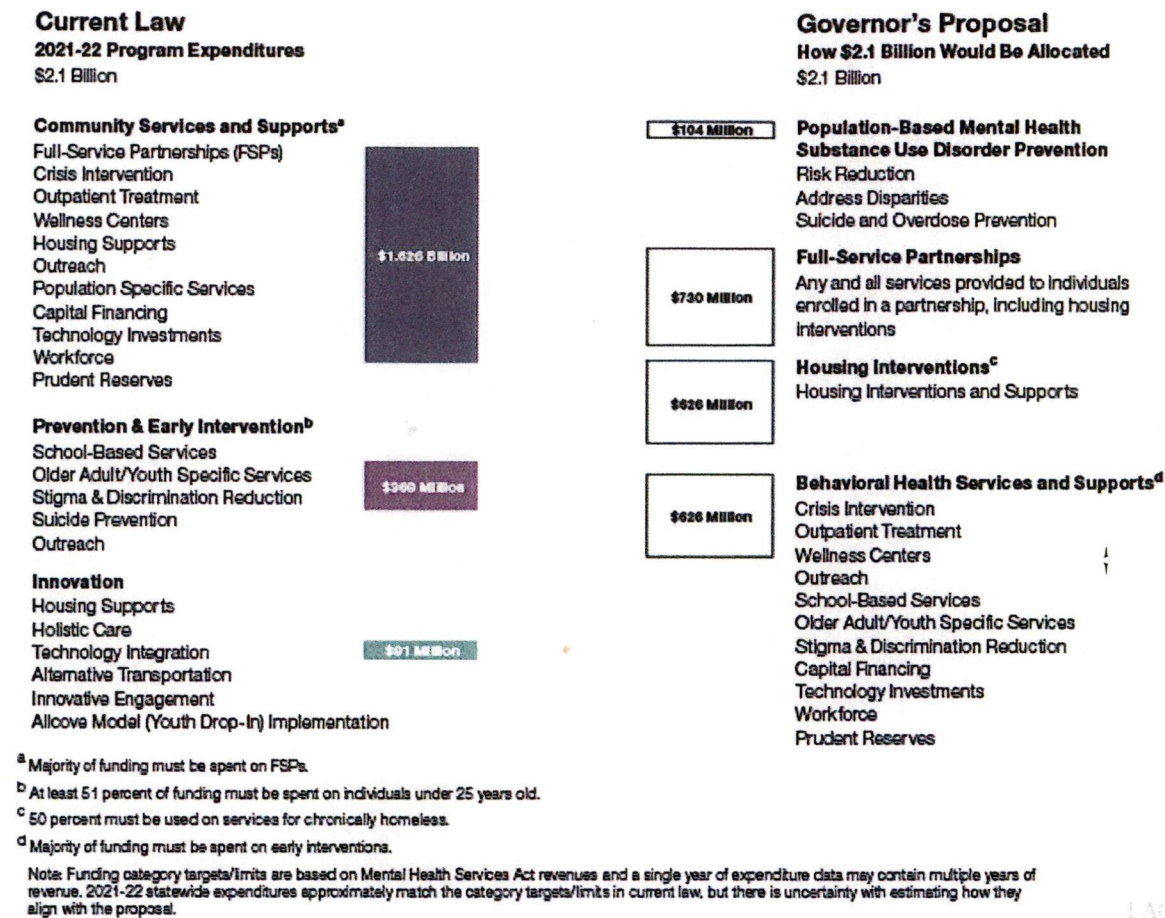 Current Law
2021-22 Program Expenditures
$2.1 Billion
Community Services and Supportsᵃ
Full-Service Partnerships (FSPs)
Crisis Intervention
Outpatient Treatment
Wellness Centers
Housing Supports
Outreach
Population Specific Services
Capital Financing
Technology Investments
Workforce
Prudent Reserves
$1.626 Billion
Prevention & Early Interventionᵇ
School-Based Services
Older Adult/Youth Specific Services
Stigma & Discrimination Reduction
Suicide Prevention
Outreach
$369 Million
Innovation
Housing Supports
Holistic Care
Technology Integration
Alternative Transportation
Innovative Engagement
Allcove Model (Youth Drop-In) Implementation
$91 Million
Governor's Proposal
How $2.1 Billion Would Be Allocated
$2.1 Billion
$104 Million
Population-Based Mental Health
Substance Use Disorder Prevention
Risk Reduction
Address Disparities
Suicide and Overdose Prevention
$730 Million
Full-Service Partnerships
Any and all services provided to individuals
enrolled in a partnership, including housing
interventions
$626 Million
Housing Interventionsᶜ
Housing Interventions and Supports
$626 Million
Behavioral Health Services and Supportsᵈ
Crisis Intervention
Outpatient Treatment
Wellness Centers
Outreach
School-Based Services
Older Adult/Youth Specific Services
Stigma & Discrimination Reduction
Capital Financing
Technology Investments
Workforce
Prudent Reserves
ᵃ Majority of funding must be spent on FSPs.
ᵇ At least 51 percent of funding must be spent on individuals under 25 years old.
ᶜ 50 percent must be used on services for chronically homeless.
ᵈ Majority of funding must be spent on early interventions.
Note: Funding category targets/limits are based on Mental Health Services Act revenues and a single year of expenditure data may contain multiple years of
revenue. 2021-22 statewide expenditures approximately match the category targets/limits in current law, but there is uncertainty with estimating how they
align with the proposal.